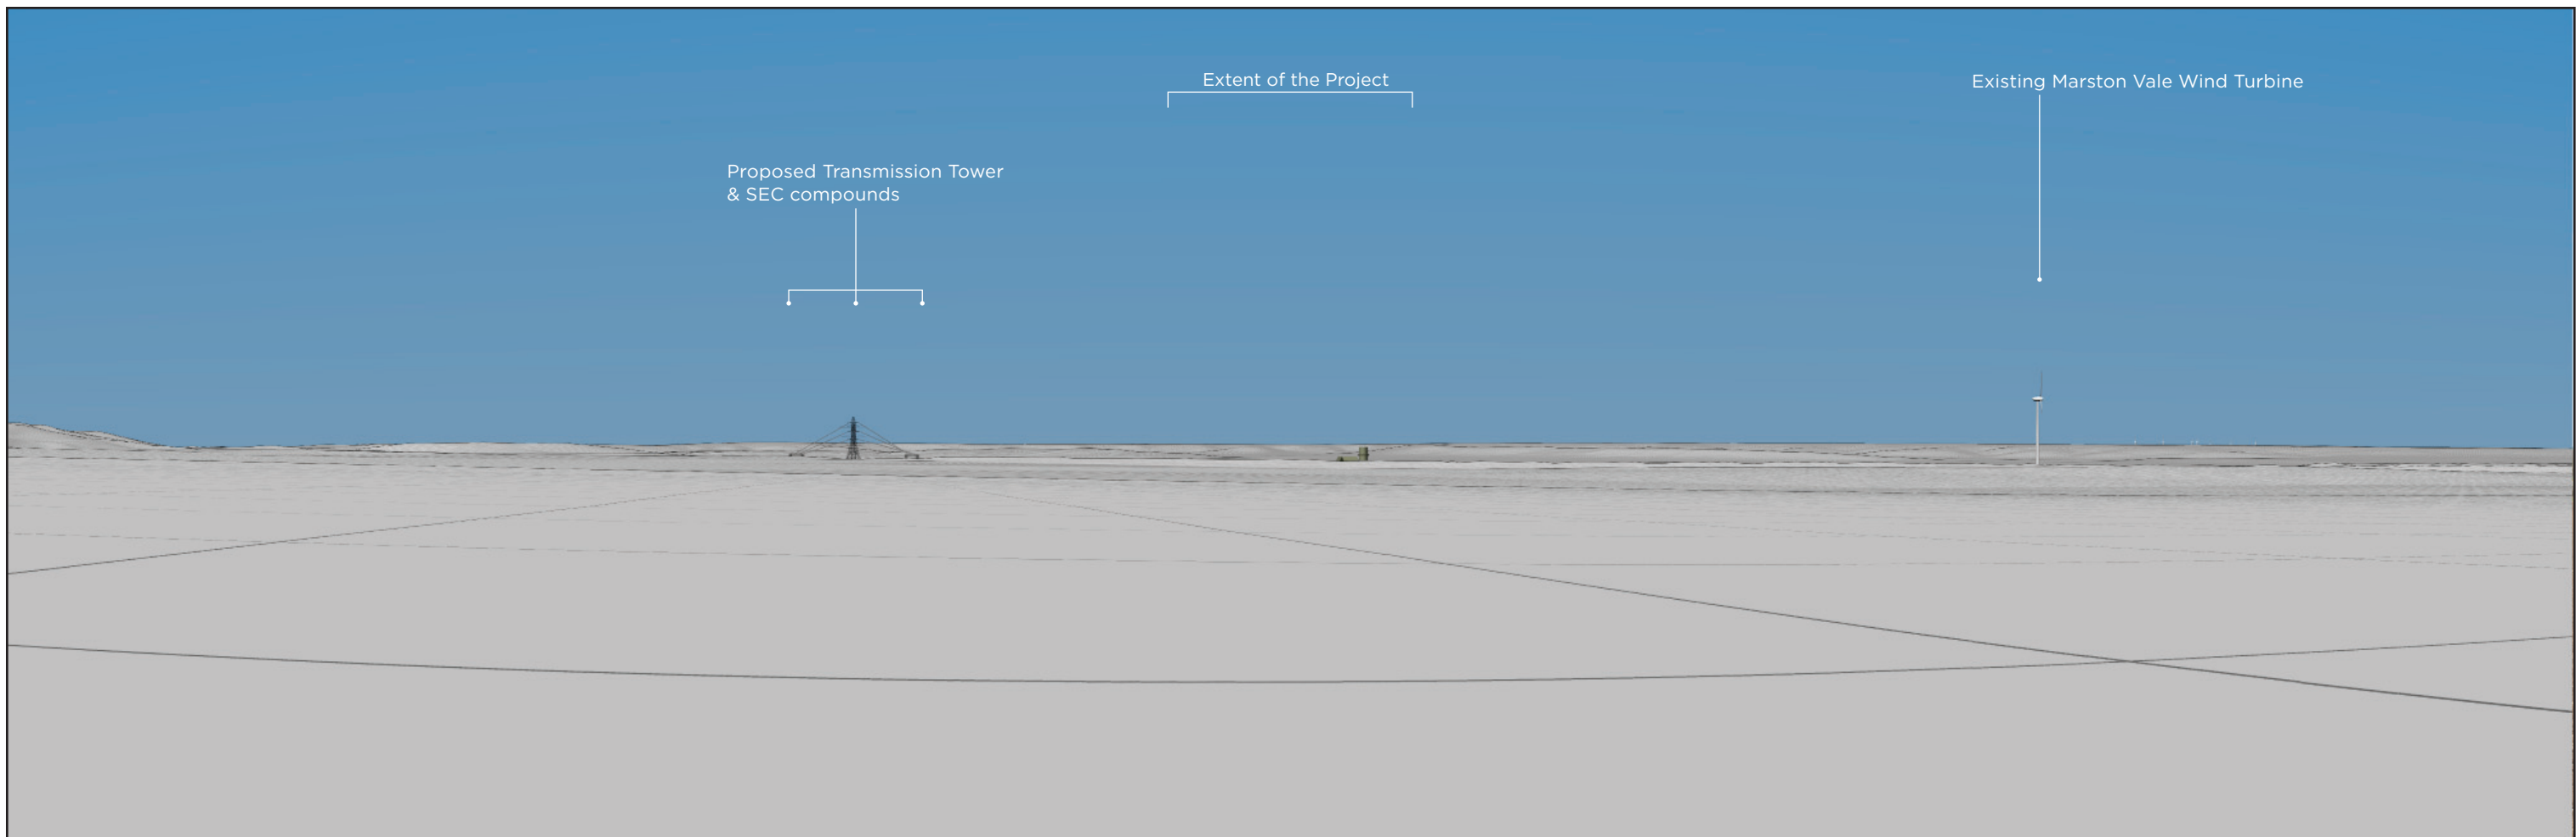 Extent of the Project
Existing Marston Vale Wind Turbine
Proposed Transmission Tower
& SEC compounds